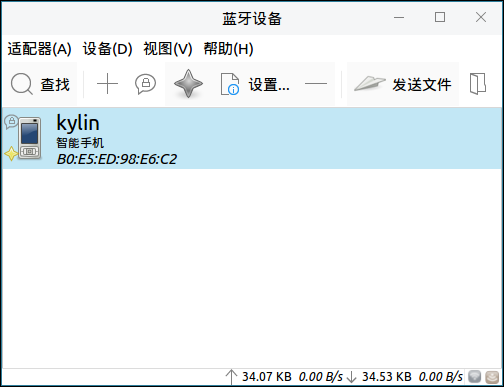 蓝牙设备
适配器(A) 设备(D) 视图(V) 帮助(H)
查找 设置... 发送文件
kylin
智能手机
B0:E5:ED:98:E6:C2
34.07 KB 0.00 B/s 34.53 KB 0.00 B/s